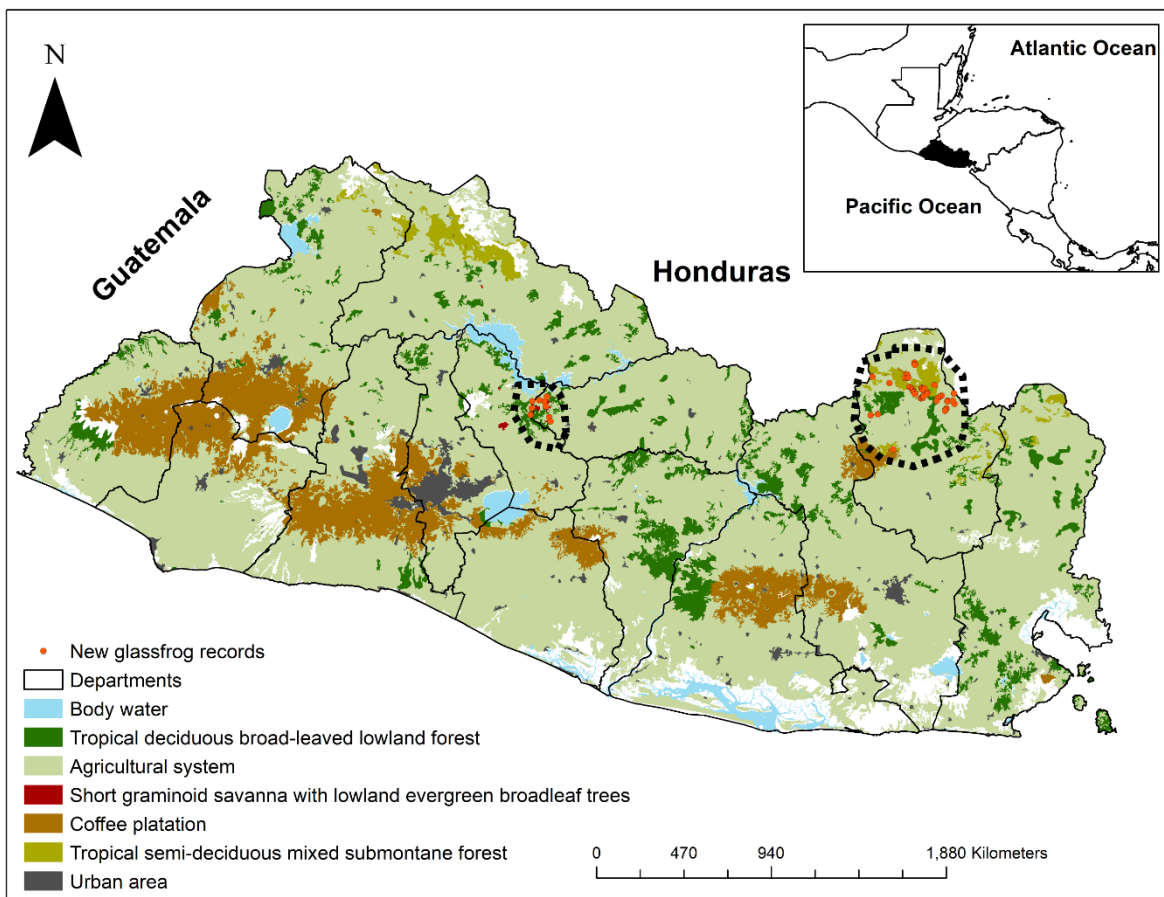 N
Atlantic Ocean
Pacific Ocean
Guatemala
Honduras
New glassfrog records
Departments
Body water
Tropical deciduous broad-leaved lowland forest
Agricultural system
Short graminoid savanna with lowland evergreen broadleaf trees
Coffee platation
Tropical semi-deciduous mixed submontane forest
Urban area
0 470 940 1,880 Kilometers